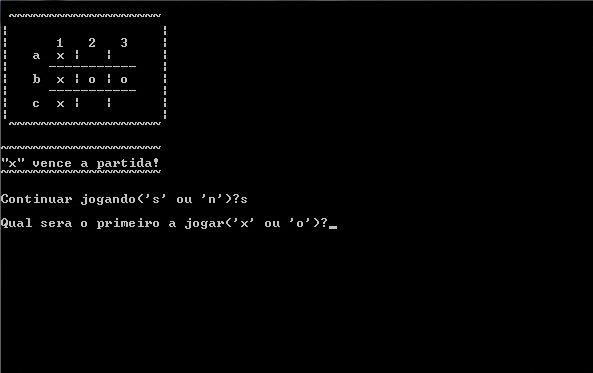 1 2 3
a x ¦ ¦
b x ¦ o ¦ o
c x ¦ ¦
"x" vence a partida!
Continuar jogando('s' ou 'n')?s
Qual sera o primeiro a jogar('x' ou 'o')?_